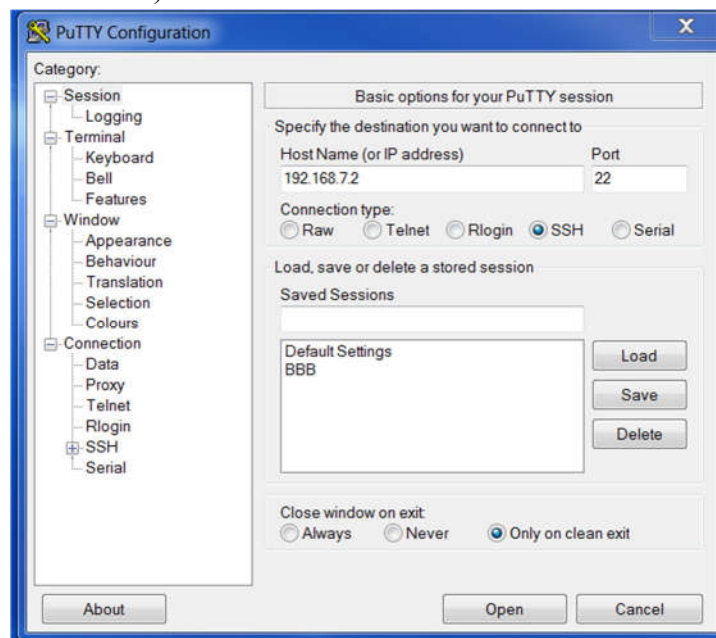 PuTTY Configuration
X
Category:
Session
Logging
Terminal
Keyboard
Bell
Features
Window
Appearance
Behaviour
Translation
Selection
Colours
Connection
Data
Proxy
Telnet
Rlogin
SSH
Serial
Basic options for your PuTTY session
Specify the destination you want to connect to
Host Name (or IP address) Port
192.168.7.2 22
Connection type:
Raw Telnet Rlogin SSH Serial
Load, save or delete a stored session
Saved Sessions
Default Settings
BBB
Load
Save
Delete
Close window on exit:
Always Never Only on clean exit
About Open Cancel